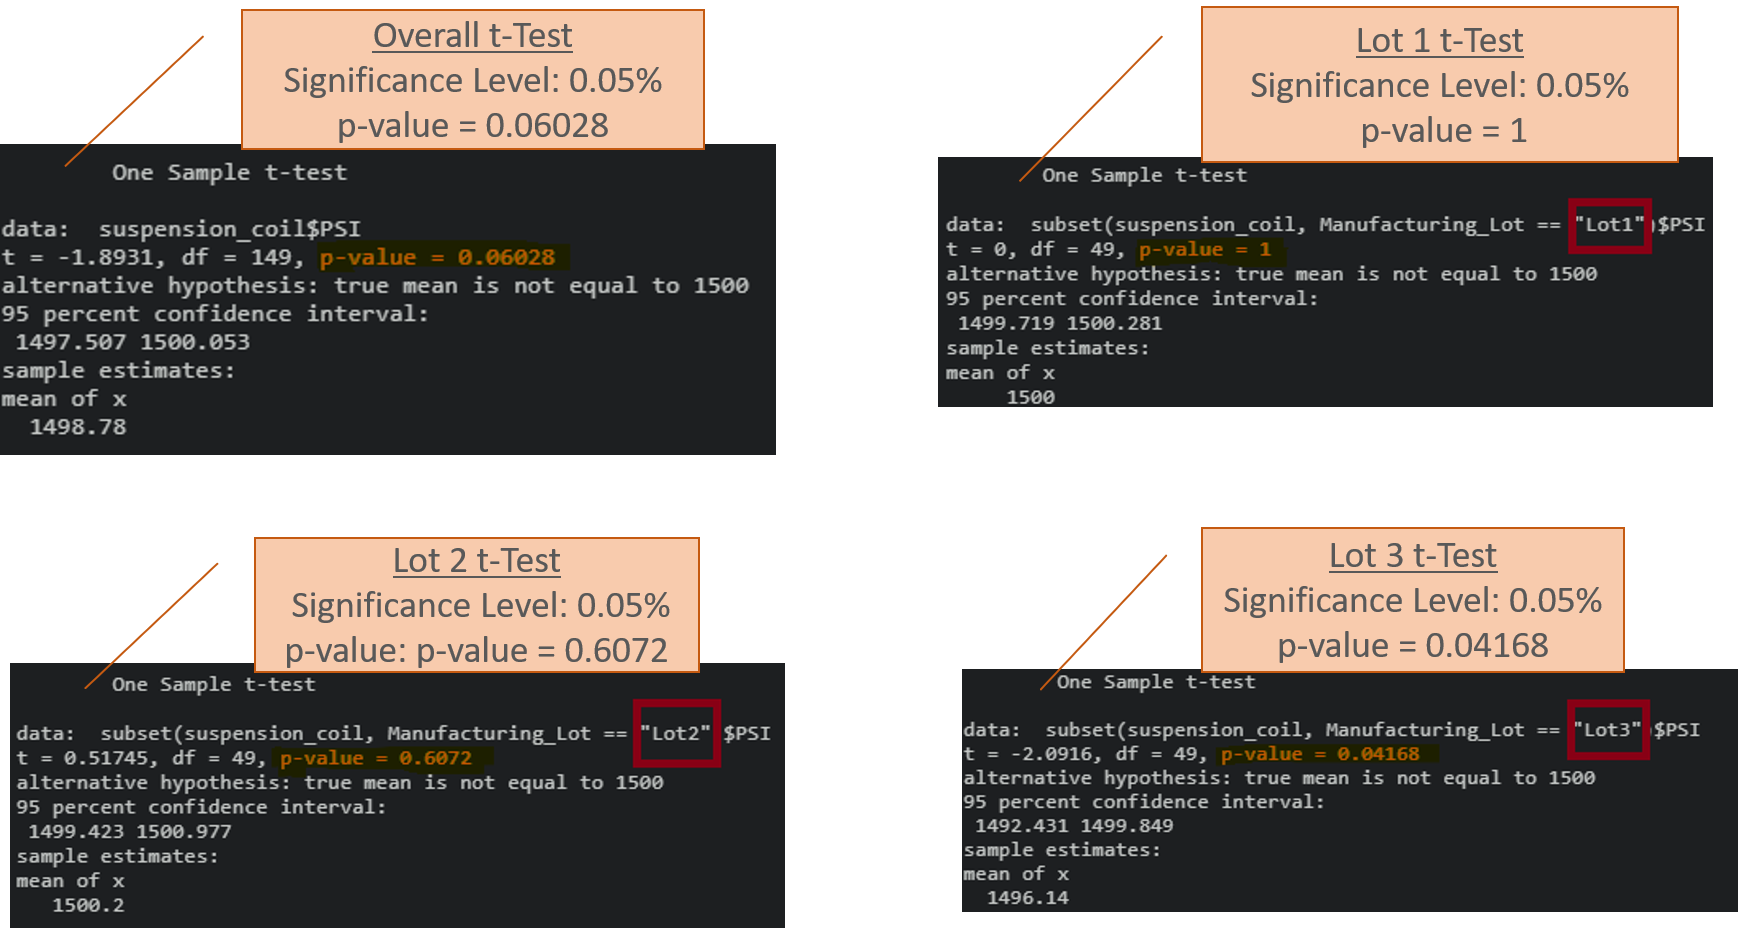 Overall t-Test
Significance Level: 0.05%
p-value = 0.06028
One Sample t-test
data:  suspension_coil$PSI
t = -1.8931, df = 149, p-value = 0.06028
alternative hypothesis: true mean is not equal to 1500
95 percent confidence interval:
1497.507 1500.053
sample estimates:
mean of x
1498.78
Lot 1 t-Test
Significance Level: 0.05%
p-value = 1
One Sample t-test
data:  subset(suspension_coil, Manufacturing_Lot == "Lot1")$PSI
t = 0, df = 49, p-value = 1
alternative hypothesis: true mean is not equal to 1500
95 percent confidence interval:
1499.719 1500.281
sample estimates:
mean of x
1500
Lot 2 t-Test
Significance Level: 0.05%
p-value: p-value = 0.6072
One Sample t-test
data:  subset(suspension_coil, Manufacturing_Lot == "Lot2" $PSI
t = 0.51745, df = 49, p-value = 0.6072
alternative hypothesis: true mean is not equal to 1500
95 percent confidence interval:
1499.423 1500.977
sample estimates:
mean of x
1500.2
Lot 3 t-Test
Significance Level: 0.05%
p-value = 0.04168
One Sample t-test
data:  subset(suspension_coil, Manufacturing_Lot == "Lot3")$PSI
t = -2.0916, df = 49, p-value = 0.04168
alternative hypothesis: true mean is not equal to 1500
95 percent confidence interval:
1492.431 1499.849
sample estimates:
mean of x
1496.14